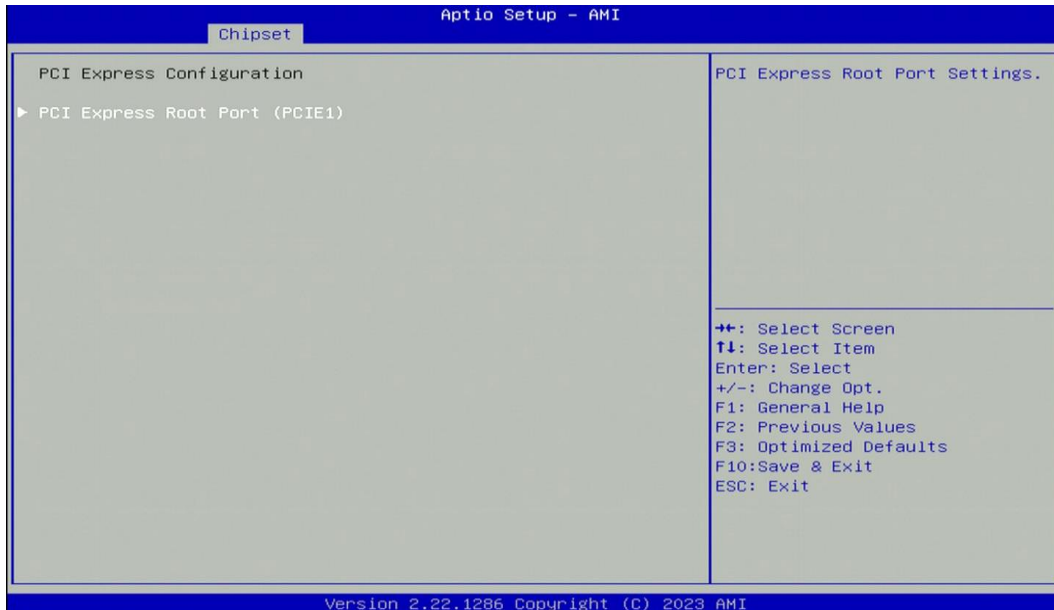 Aptio Setup – AMI
Chipset
PCI Express Configuration
► PCI Express Root Port (PCIE1)
PCI Express Root Port Settings.
→←: Select Screen
↑↓: Select Item
Enter: Select
+/-: Change Opt.
F1: General Help
F2: Previous Values
F3: Optimized Defaults
F10:Save & Exit
ESC: Exit
Version 2.22.1286 Copyright (C) 2023 AMI